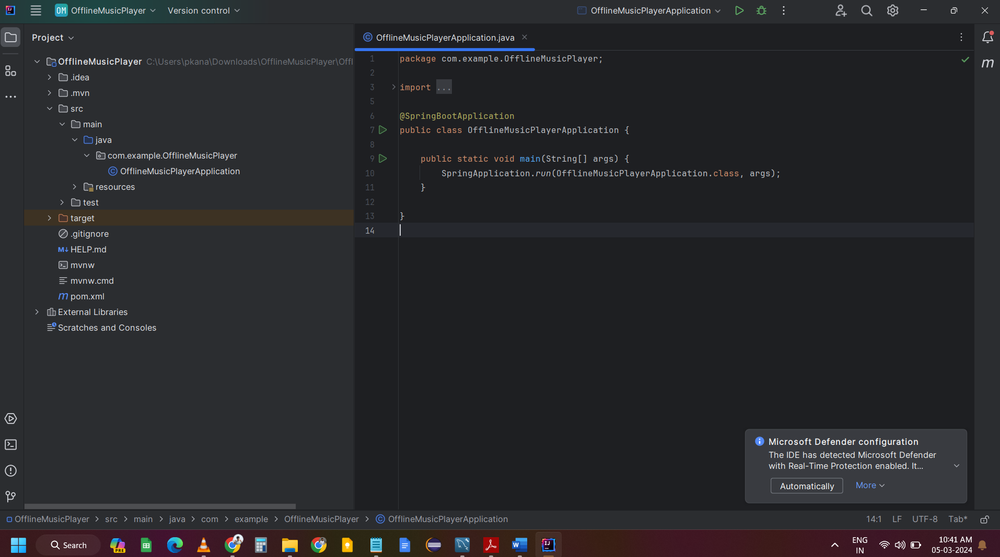 OM OfflineMusicPlayer Version control OfflineMusicPlayerApplication
Project
OfflineMusicPlayerApplication.java
OfflineMusicPlayer C:\Users\pkana\Downloads\OfflineMusicPlayer\Offl
.idea
.mvn
src
main
java
com.example.OfflineMusicPlayer
OfflineMusicPlayerApplication
resources
test
target
.gitignore
M↓ HELP.md
mvnw
mvnw.cmd
m pom.xml
External Libraries
Scratches and Consoles
1 package com.example.OfflineMusicPlayer;
2
3 import ...
5
6 @SpringBootApplication
7 public class OfflineMusicPlayerApplication {
8
9 public static void main(String[] args) {
10 SpringApplication.run(OfflineMusicPlayerApplication.class, args);
11 }
12
13 }
14
m
Microsoft Defender configuration
The IDE has detected Microsoft Defender
with Real-Time Protection enabled. It...
Automatically More
OfflineMusicPlayer > src > main > java > com > example > OfflineMusicPlayer > OfflineMusicPlayerApplication
14:1 LF UTF-8 Tab*
Search
PRE
W
IJ
ENG
IN
10:41 AM
05-03-2024